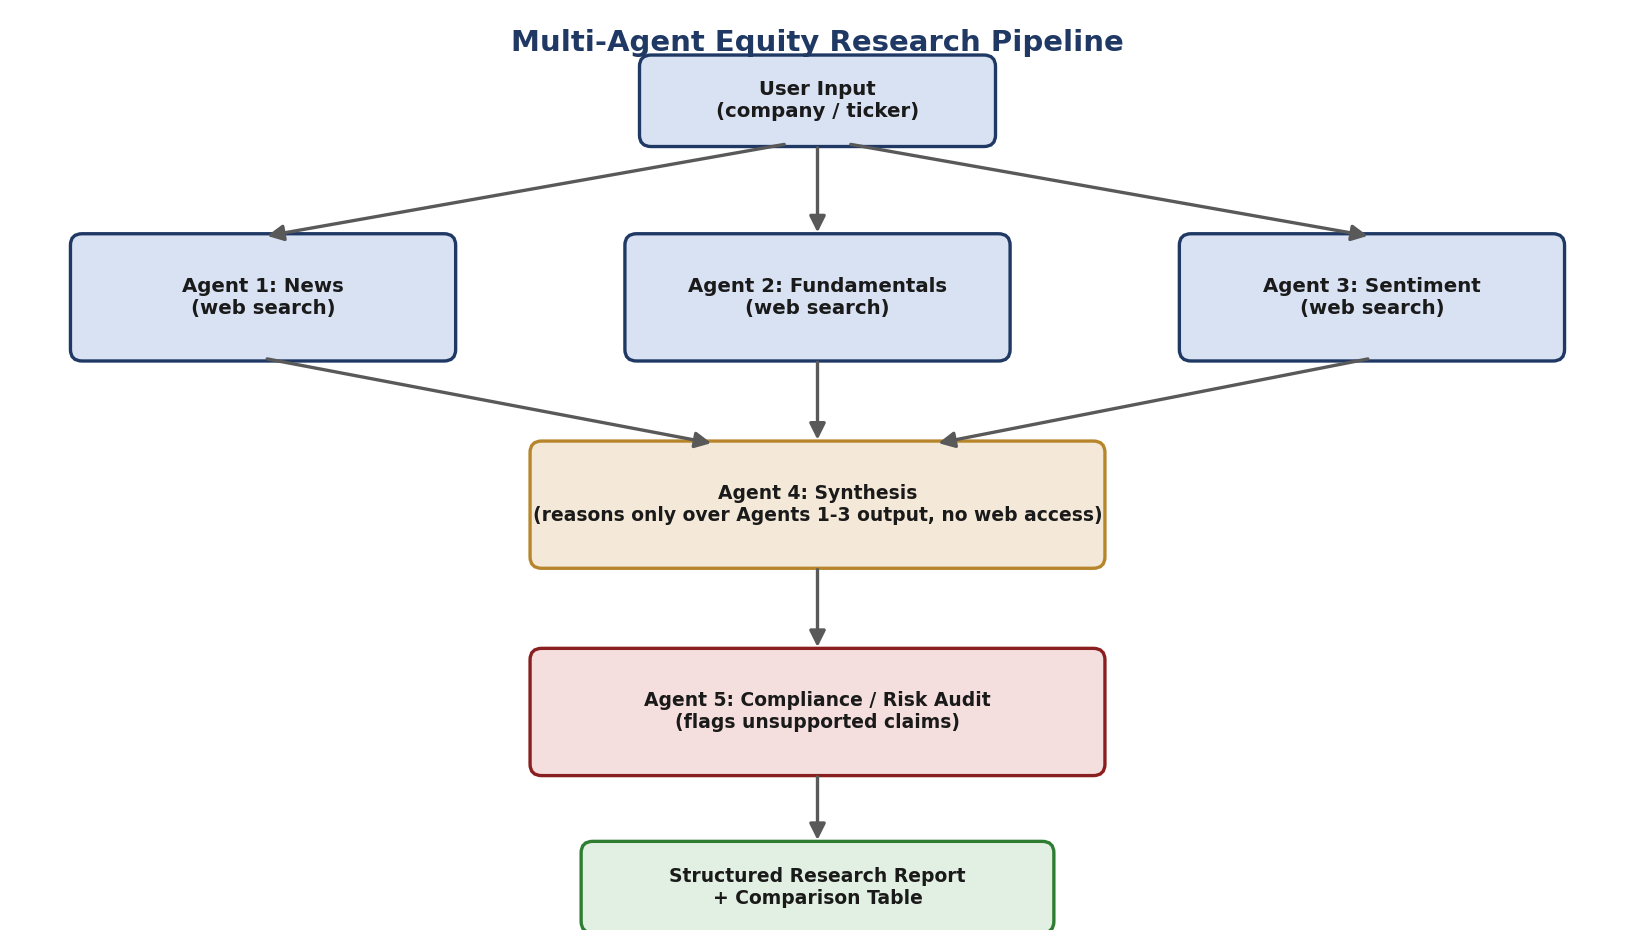 Multi-Agent Equity Research Pipeline
User Input
(company / ticker)
Agent 1: News
(web search)
Agent 2: Fundamentals
(web search)
Agent 3: Sentiment
(web search)
Agent 4: Synthesis
(reasons only over Agents 1-3 output, no web access)
Agent 5: Compliance / Risk Audit
(flags unsupported claims)
Structured Research Report
+ Comparison Table